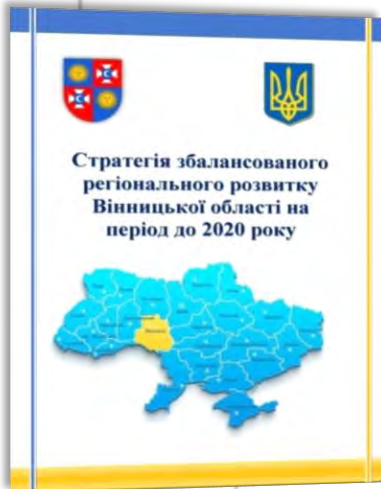 Стратегія збалансованого
регіонального розвитку
Вінницької області на
період до 2020 року